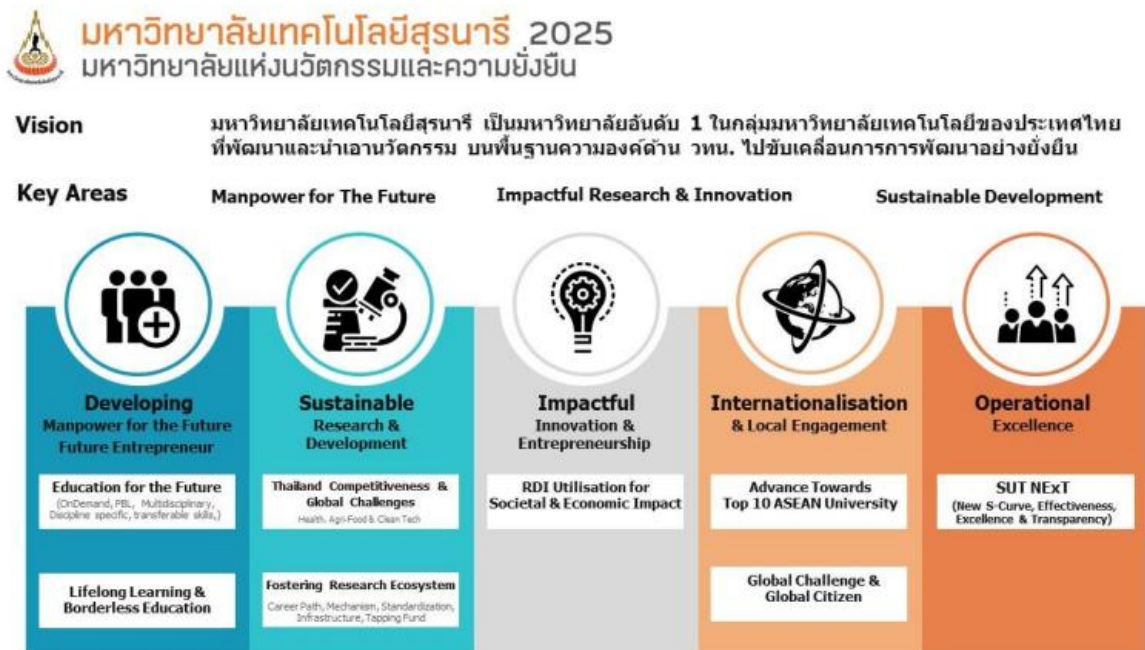 มหาวิทยาลัยเทคโนโลยีสุรนารี 2025
มหาวิทยาลัยแห่งนวัตกรรมและความยั่งยืน
Vision
มหาวิทยาลัยเทคโนโลยีสุรนารี เป็นมหาวิทยาลัยอันดับ 1 ในกลุ่มมหาวิทยาลัยเทคโนโลยีของประเทศไทย
ที่พัฒนาและนำเอานวัตกรรม บนพื้นฐานความองค์ด้าน วทน. ไปขับเคลื่อนการการพัฒนาอย่างยั่งยืน
Key Areas
Manpower for The Future
Impactful Research & Innovation
Sustainable Development
Developing
Manpower for the Future
Future Entrepreneur
Education for the Future
(OnDemand, PBL, Multidisciplinary,
Discipline specific, transferable skills,)
Lifelong Learning &
Borderless Education
Sustainable
Research &
Development
Thailand Competitiveness &
Global Challenges
Health, Agri-Food & Clean Tech
Fostering Research Ecosystem
Career Path, Mechanism, Standardization,
Infrastructure, Tapping Fund
Impactful
Innovation &
Entrepreneurship
RDI Utilisation for
Societal & Economic Impact
Internationalisation
& Local Engagement
Advance Towards
Top 10 ASEAN University
Global Challenge &
Global Citizen
Operational
Excellence
SUT NExT
(New S-Curve, Effectiveness,
Excellence & Transparency)